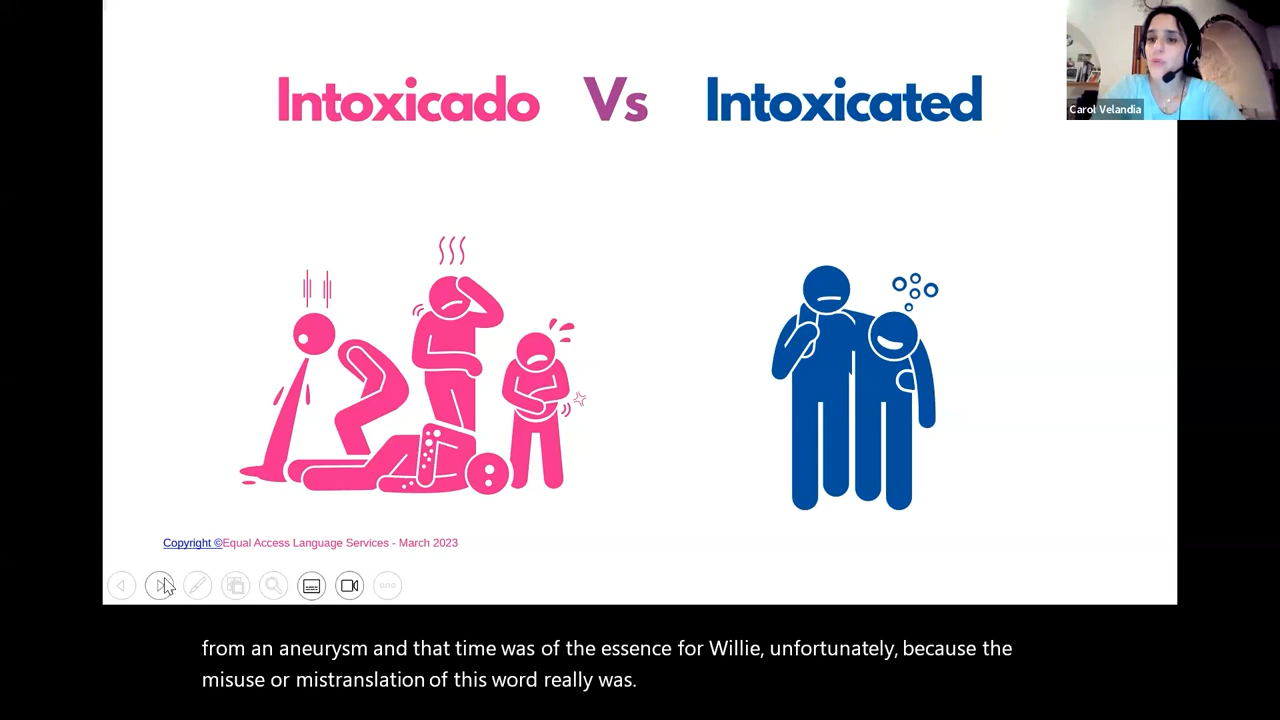 Intoxicado Vs Intoxicated
Carol Velandia
Copyright ©Equal Access Language Services - March 2023
from an aneurysm and that time was of the essence for Willie, unfortunately, because the
misuse or mistranslation of this word really was.